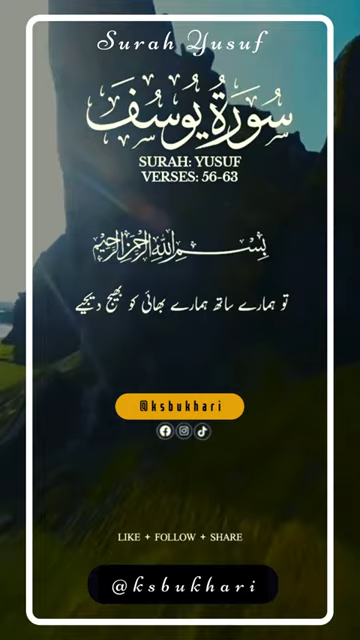 Surah Yusuf
سُورَةُ يُوسُفَ
SURAH: YUSUF
VERSES: 56-63
بِسْمِ اللهِ الرَّحْمٰنِ الرَّحِيْمِ
تو ہمارے ساتھ ہمارے بھائی کو بھیج دیجیے
@ksbukhari
LIKE + FOLLOW + SHARE
@ksbukhari